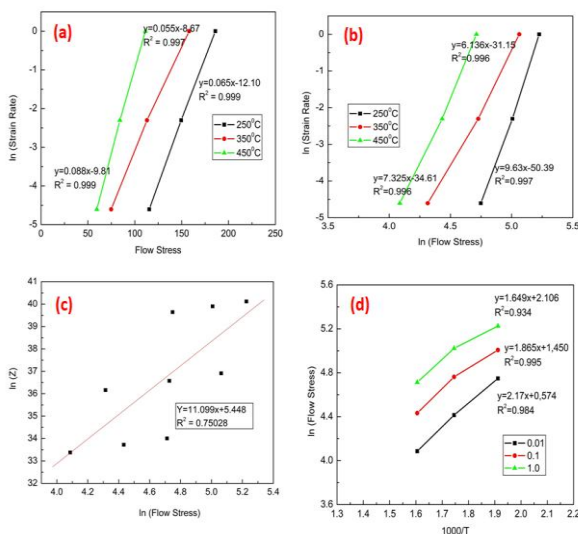 (a)
y=0.055x-8.67
R² = 0.997
y=0.065x-12.10
R² = 0.999
y=0.088x-9.81
R² = 0.999
250⁰C
350⁰C
450⁰C
0
-1
-2
-3
-4
-5
ln (Strain Rate)
0 50 100 150 200 250
Flow Stress
(b)
y=6.136x-31.15
R² = 0.996
250⁰C
350⁰C
450⁰C
y=7.325x-34.61
R² = 0.996
y=9.63x-50.39
R² = 0.997
0
-1
-2
-3
-4
-5
ln (Strain Rate)
4.0 4.5 5.0 5.5
ln (Flow Stress)
(c)
Y=11.099x+5.448
R² = 0.75028
41
40
39
38
37
36
35
34
33
32
ln (Z)
4.0 4.2 4.4 4.6 4.8 5.0 5.2 5.4
ln (Flow Stress)
(d)
y=1.649x+2.106
R²=0.934
y=1.865x+1,450
R²=0.995
y=2.17x+0,574
R²=0.984
0.01
0.1
1.0
5.6
5.2
4.8
4.4
4.0
3.6
ln (Flow Stress)
1.3 1.4 1.5 1.6 1.7 1.8 1.9 2.0 2.1 2.2
1000/T